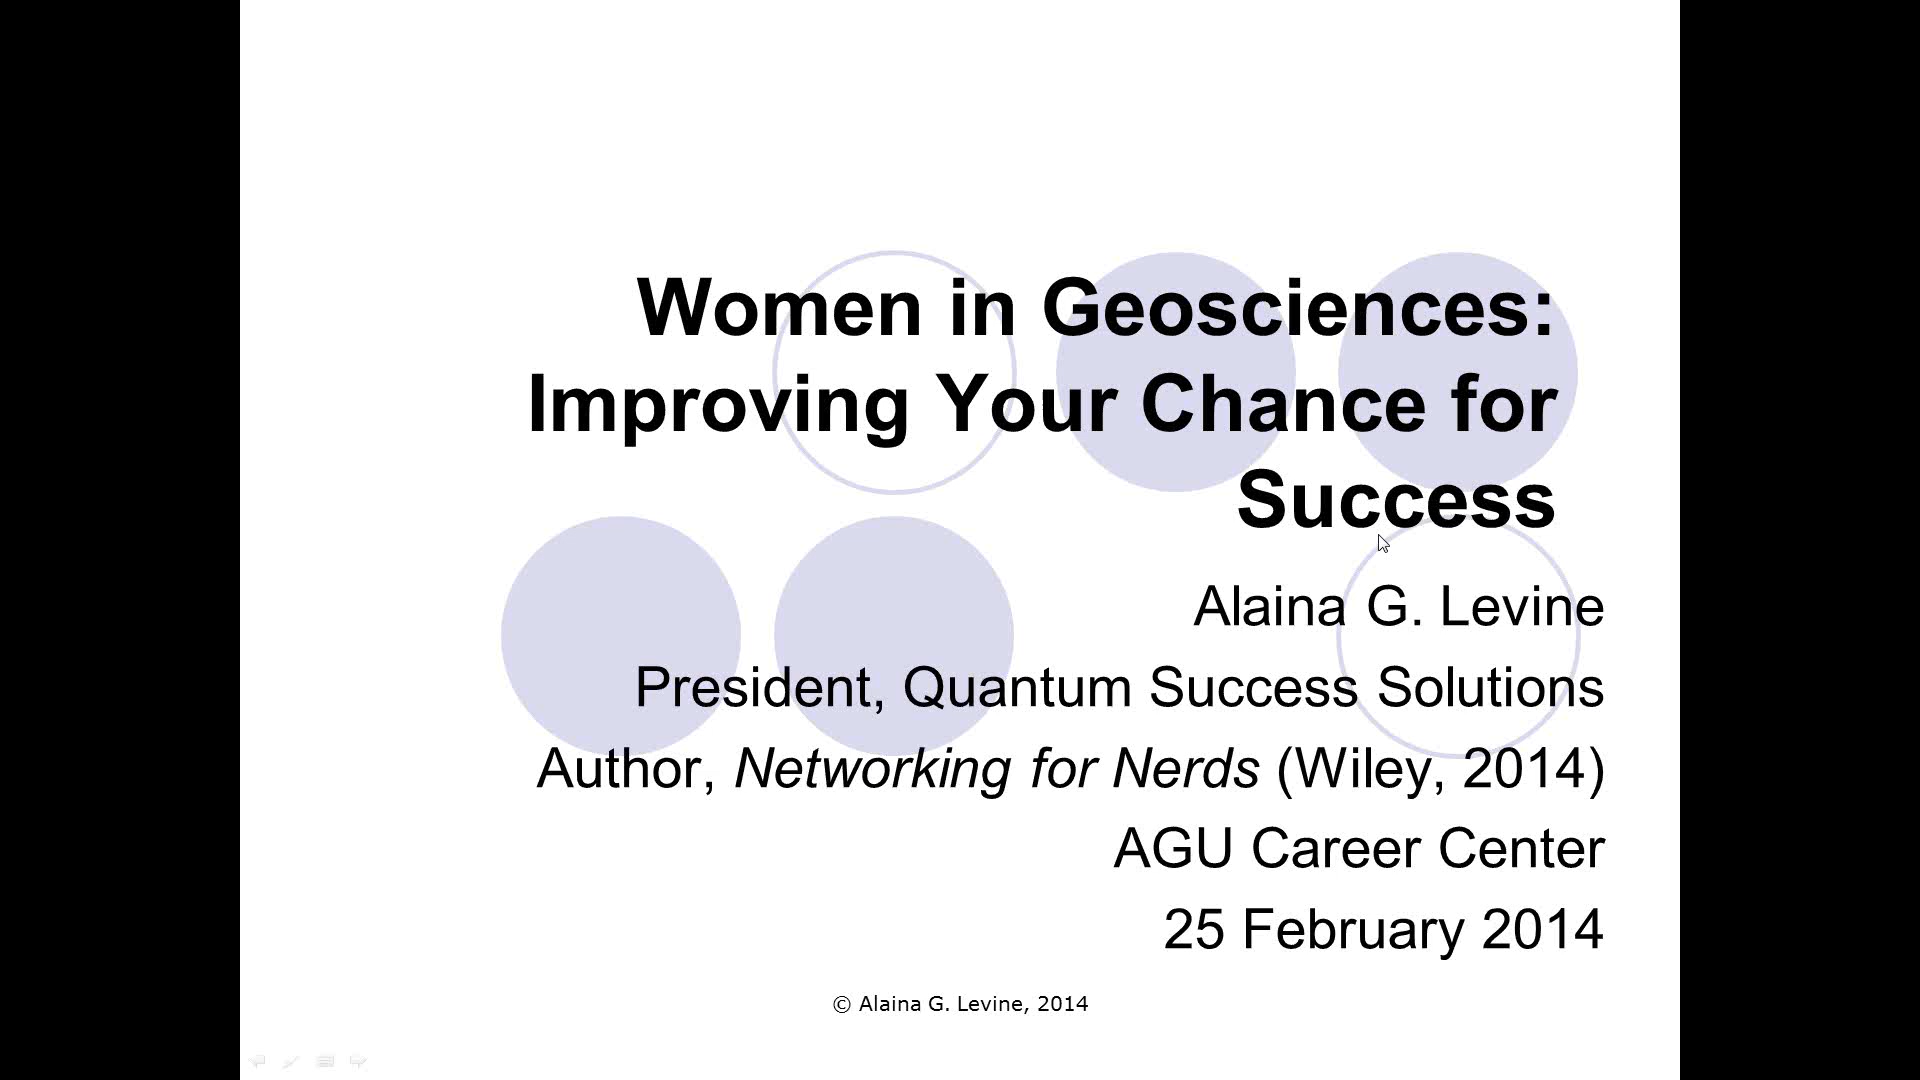 Women in Geosciences:
Improving Your Chance for
Success
Alaina G. Levine
President, Quantum Success Solutions
Author, Networking for Nerds (Wiley, 2014)
AGU Career Center
25 February 2014
© Alaina G. Levine, 2014